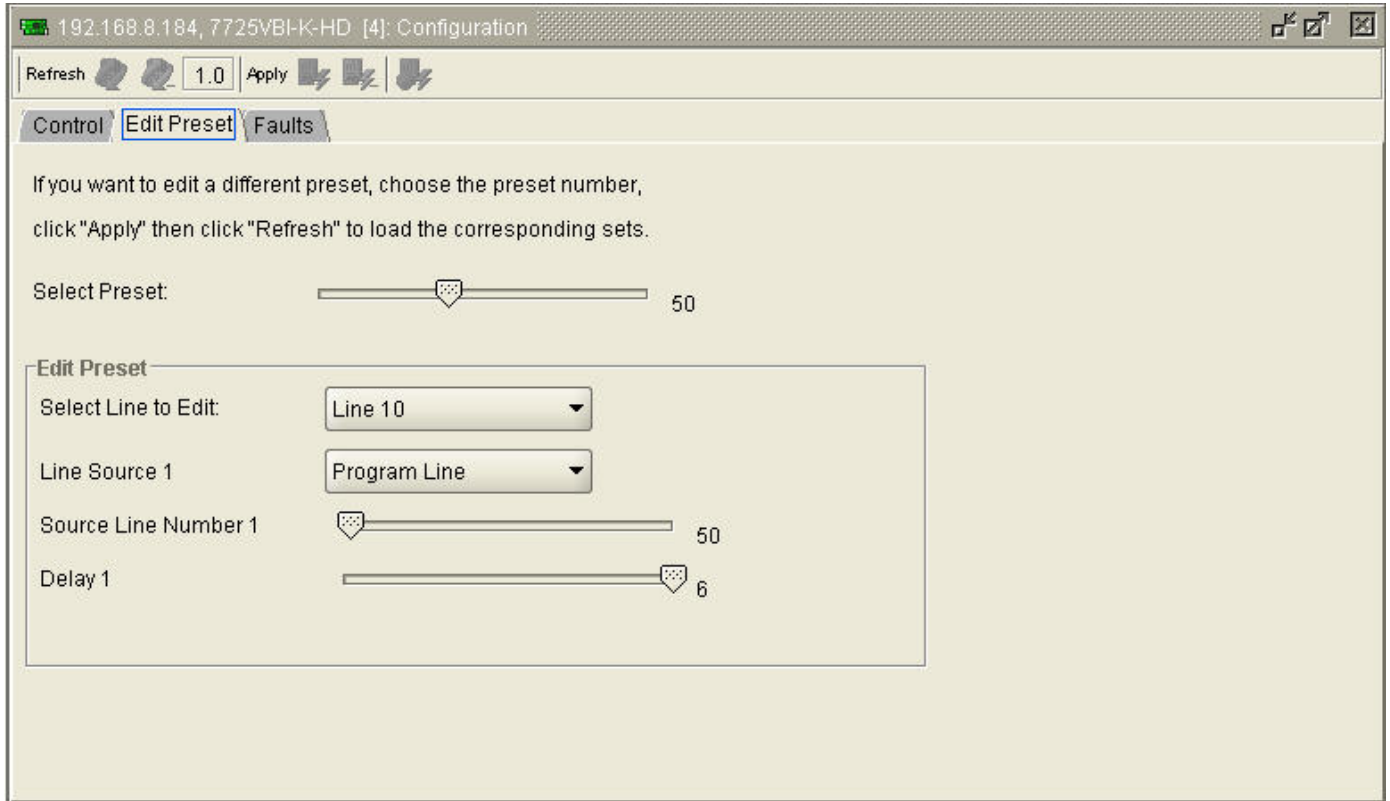 192.168.8.184, 7725VBI-K-HD [4]: Configuration
Refresh 1.0 Apply
Control Edit Preset Faults
If you want to edit a different preset, choose the preset number,
click "Apply" then click "Refresh" to load the corresponding sets.
Select Preset: 50
Edit Preset
Select Line to Edit: Line 10
Line Source 1 Program Line
Source Line Number 1 50
Delay 1 6